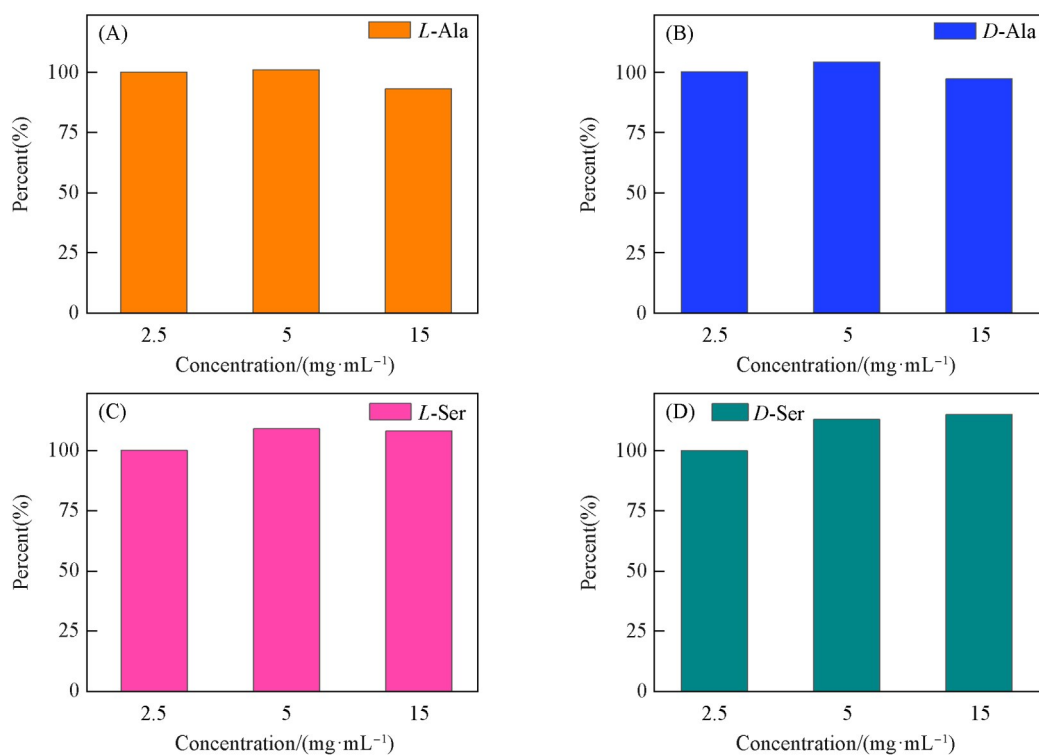 (A)
L-Ala
100
75
50
25
0
Percent(%)
2.5 5 15
Concentration/(mg·mL⁻¹)
(B)
D-Ala
100
75
50
25
0
Percent(%)
2.5 5 15
Concentration/(mg·mL⁻¹)
(C)
L-Ser
100
75
50
25
0
Percent(%)
2.5 5 15
Concentration/(mg·mL⁻¹)
(D)
D-Ser
100
75
50
25
0
Percent(%)
2.5 5 15
Concentration/(mg·mL⁻¹)